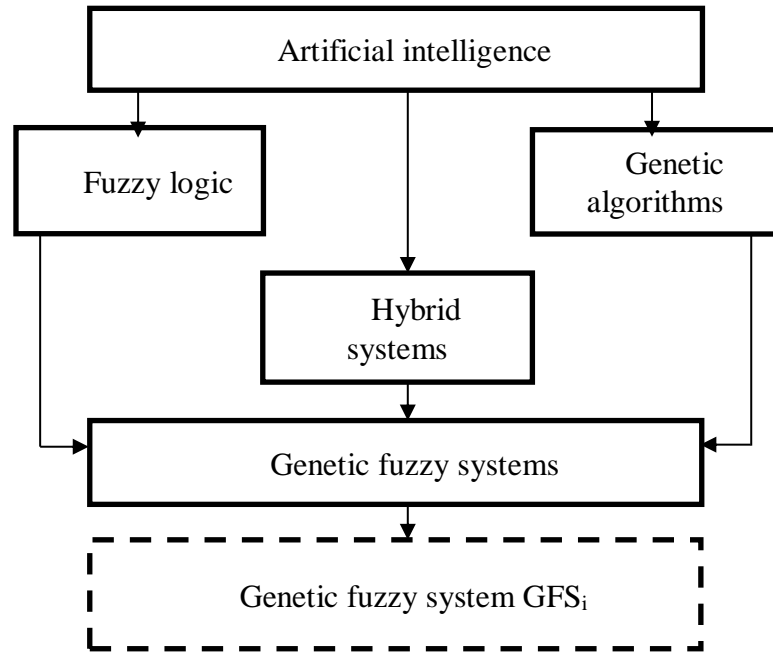 Artificial intelligence
Fuzzy logic
Genetic
algorithms
Hybrid
systems
Genetic fuzzy systems
Genetic fuzzy system GFSᵢ